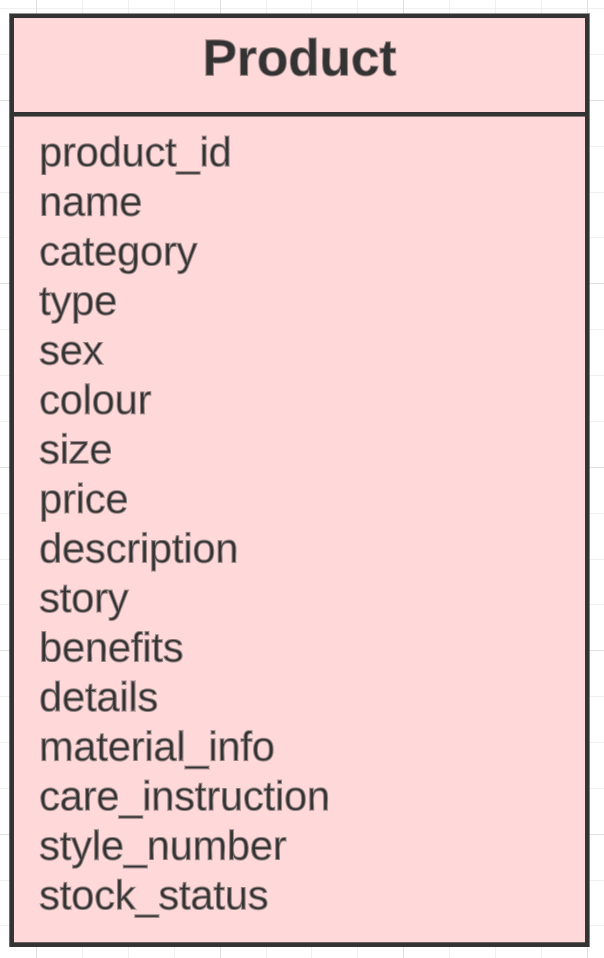 Product
product_id
name
category
type
sex
colour
size
price
description
story
benefits
details
material_info
care_instruction
style_number
stock_status